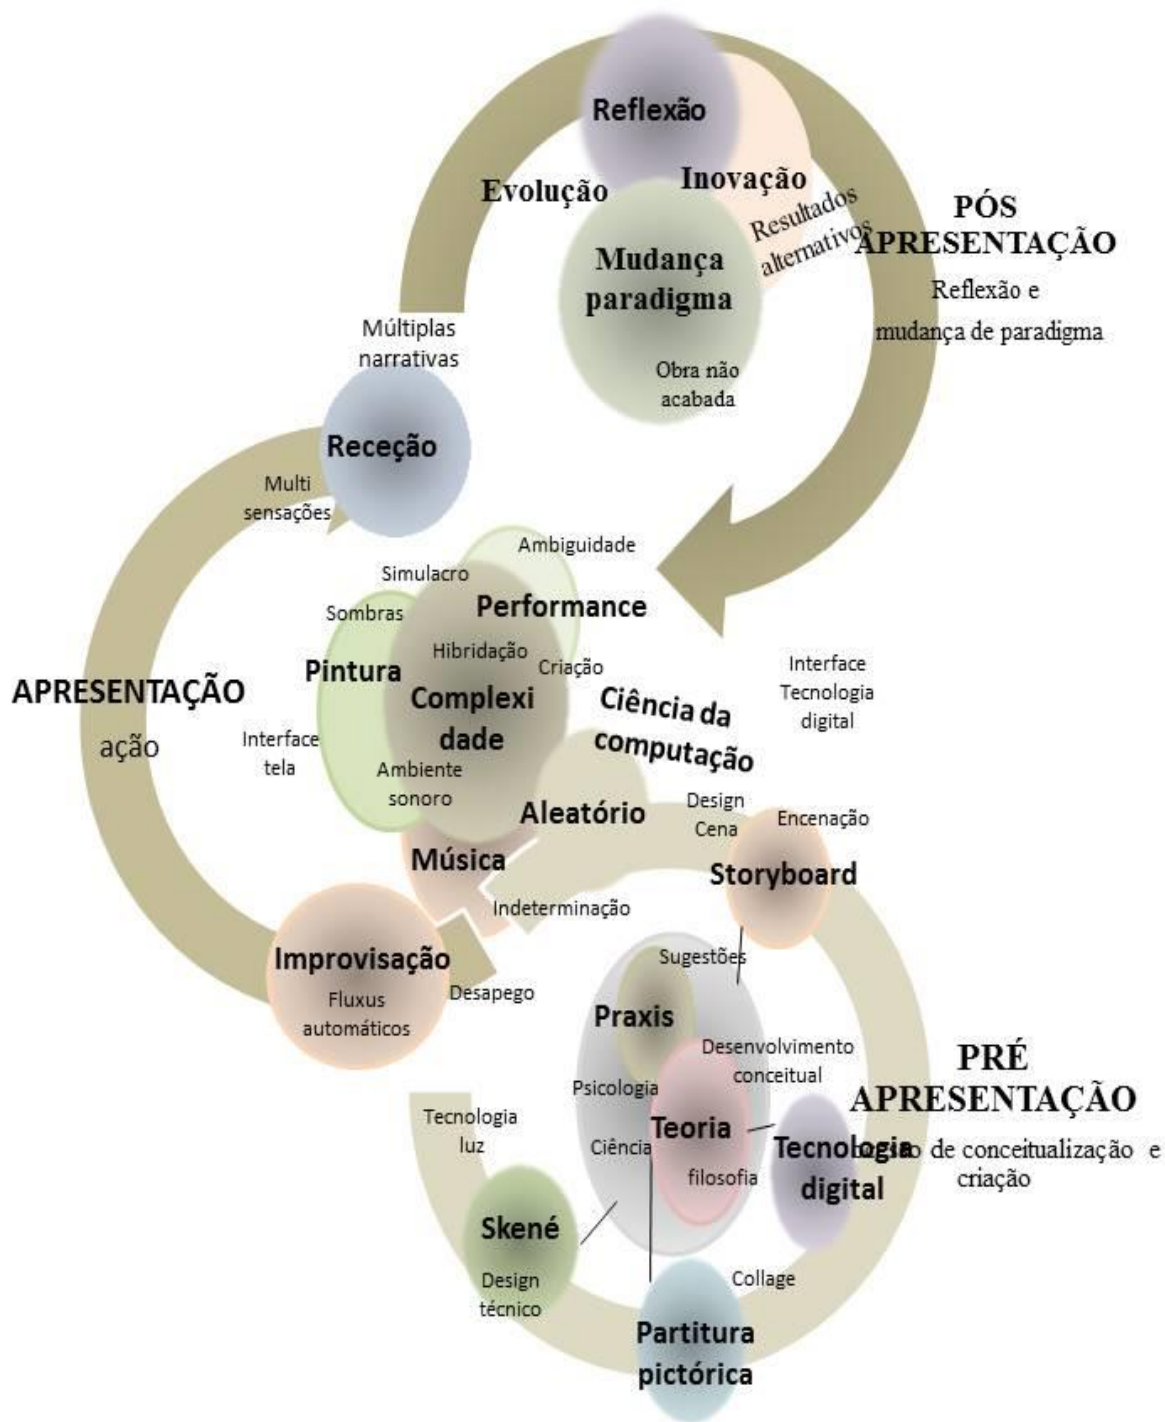 Reflexão
Evolução
Inovação
Resultados
alternativos
Mudança
paradigma
Obra não
acabada
PÓS
APRESENTAÇÃO
Reflexão e
mudança de paradigma
Múltiplas
narrativas
Receção
Multi
sensações
Ambiguidade
Simulacro
Performance
Sombras
Hibridação
Criação
Pintura
Complexi
dade
Ciência da
computação
Interface
Tecnologia
digital
APRESENTAÇÃO
ação
Interface
tela
Ambiente
sonoro
Aleatório
Design
Cena
Encenação
Música
Storyboard
Indeterminação
Improvisação
Fluxus
automáticos
Desapego
Sugestões
Praxis
Desenvolvimento
conceitual
Psicologia
Teoria
Ciência
filosofia
PRÉ
APRESENTAÇÃO
de conceitualização e
criação
Tecnologia
digital
Tecnologia
luz
Skené
Design
técnico
Collage
Partitura
pictórica